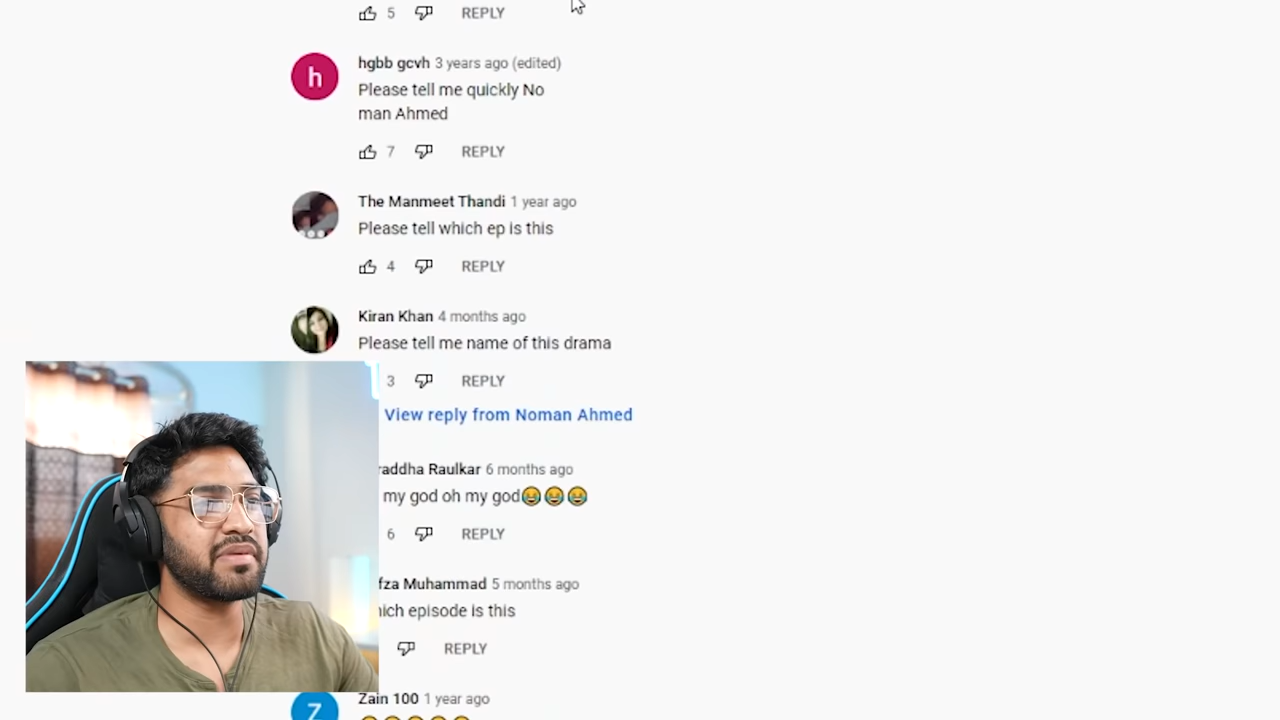 5 REPLY
h
hgbb gcvh 3 years ago (edited)
Please tell me quickly No
man Ahmed
7 REPLY
The Manmeet Thandi 1 year ago
Please tell which ep is this
4 REPLY
Kiran Khan 4 months ago
Please tell me name of this drama
3 REPLY
View reply from Noman Ahmed
raddha Raulkar 6 months ago
my god oh my god😂😂😂
6 REPLY
fza Muhammad 5 months ago
hich episode is this
REPLY
Z
Zain 100 1 year ago